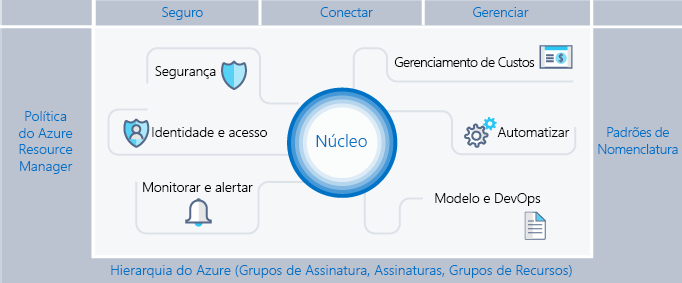 Seguro
Conectar
Gerenciar
Segurança
Gerenciamento de Custos
Política
do Azure
Resource
Manager
Identidade e acesso
Núcleo
Automatizar
Padrões de
Nomenclatura
Monitorar e alertar
Modelo e DevOps
Hierarquia do Azure (Grupos de Assinatura, Assinaturas, Grupos de Recursos)